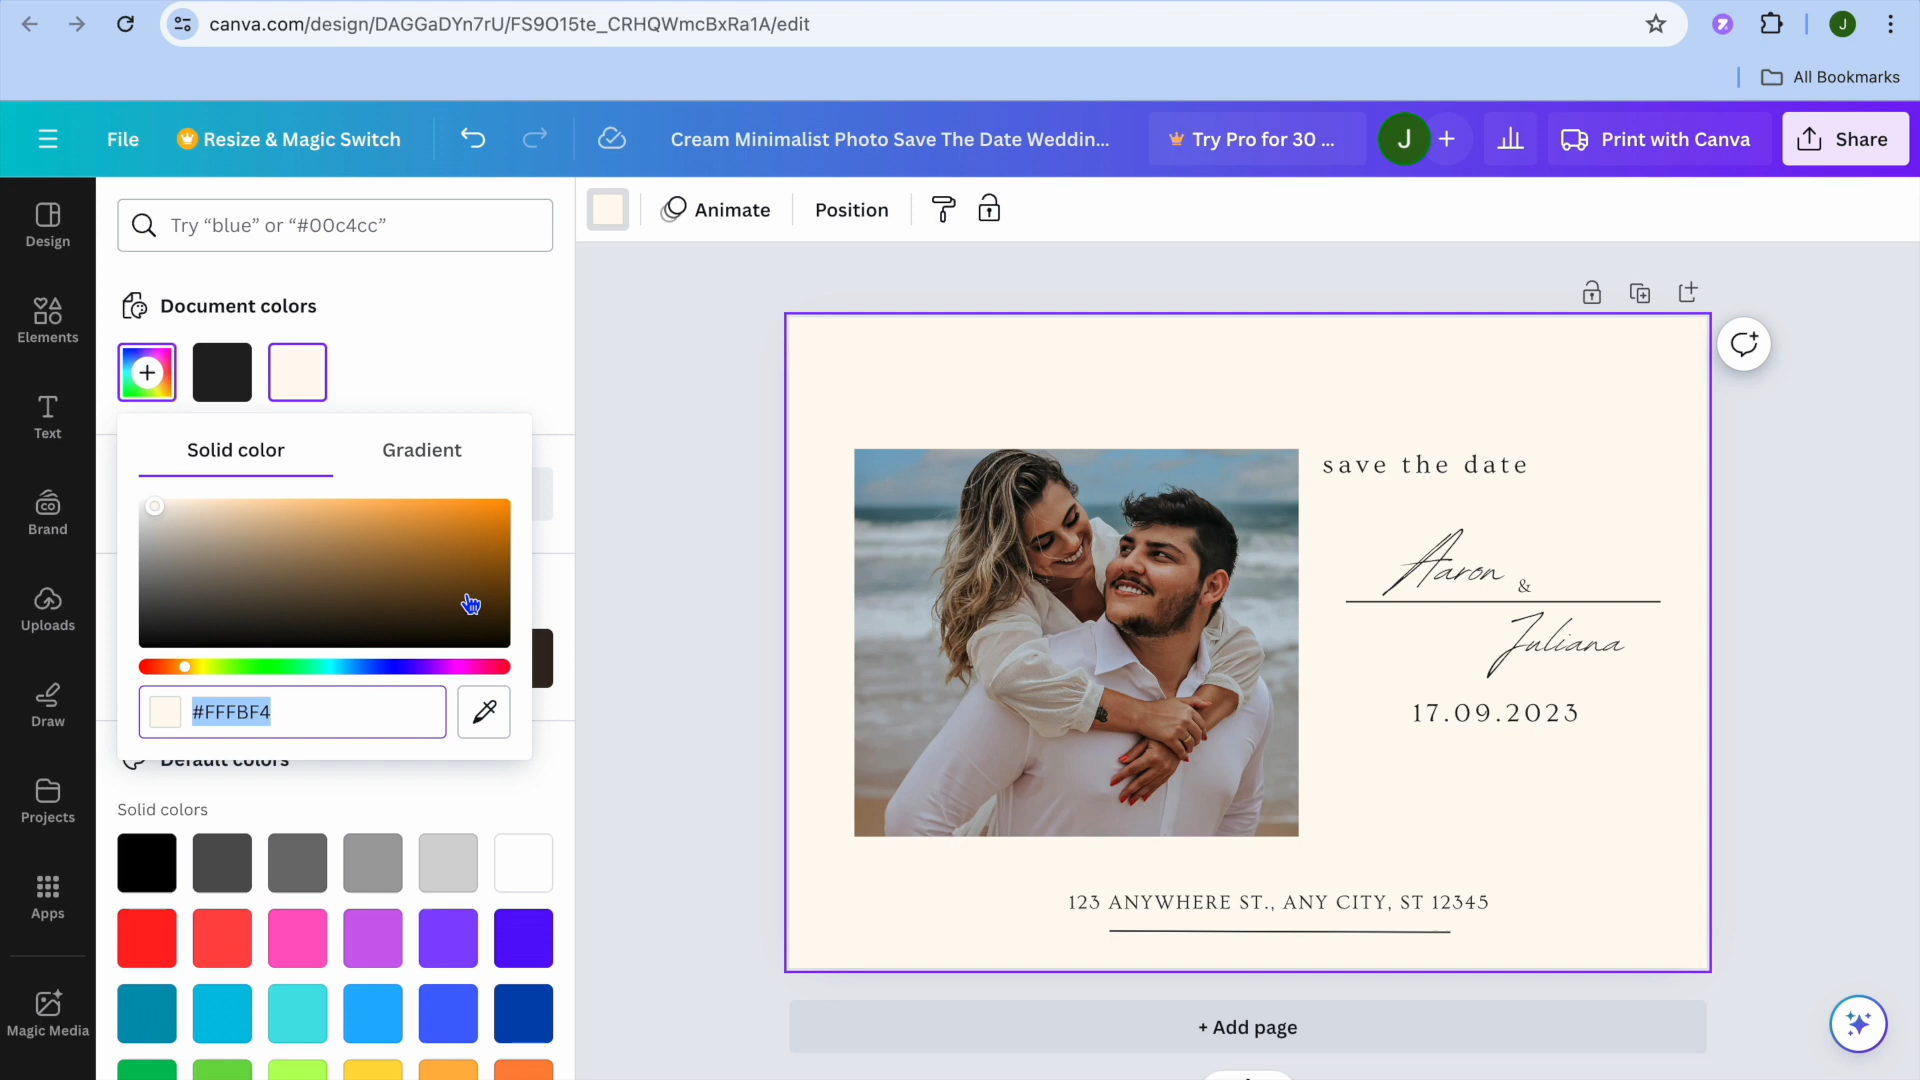 canva.com/design/DAGGaDYn7rU/FS9O15te_CRHQWmcBxRa1A/edit
J
All Bookmarks
File
Resize & Magic Switch
Cream Minimalist Photo Save The Date Weddin...
Try Pro for 30 ...
J
Print with Canva
Share
Design
Elements
Text
Brand
Uploads
Draw
Projects
Apps
Magic Media
Try “blue” or “#00c4cc”
Document colors
Solid color
Gradient
#FFFBF4
Default colors
Solid colors
Animate
Position
save the date
Aaron &
Juliana
17.09.2023
123 ANYWHERE ST., ANY CITY, ST 12345
+ Add page